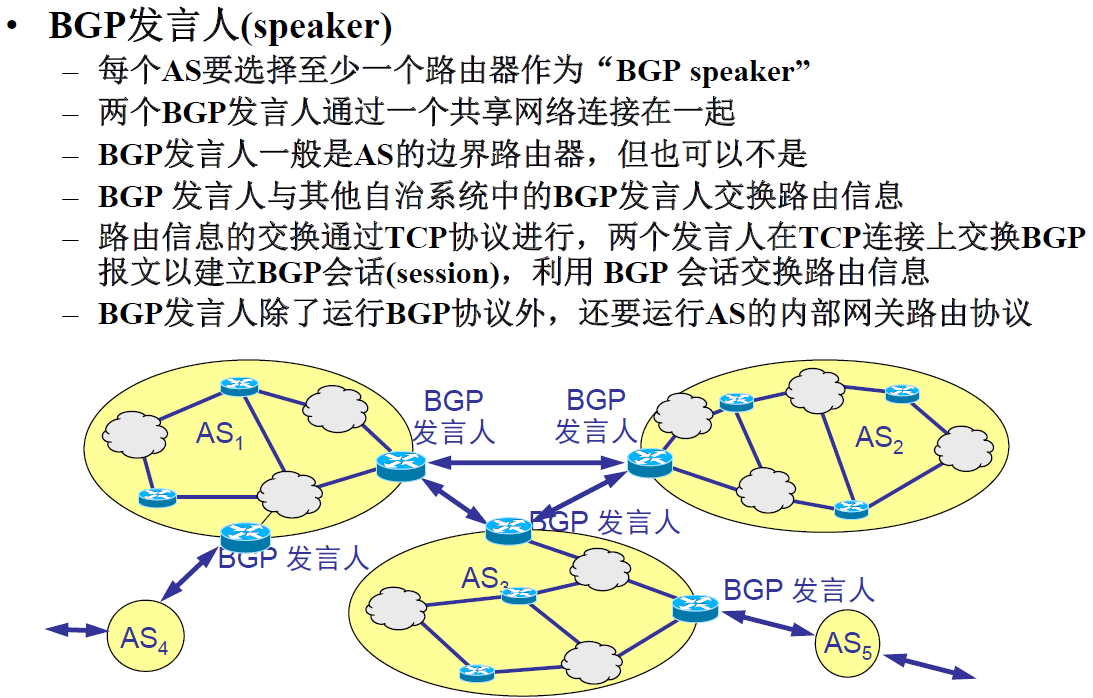 • BGP发言人(speaker)
– 每个AS要选择至少一个路由器作为“BGP speaker”
– 两个BGP发言人通过一个共享网络连接在一起
– BGP发言人一般是AS的边界路由器，但也可以不是
– BGP 发言人与其他自治系统中的BGP发言人交换路由信息
– 路由信息的交换通过TCP协议进行，两个发言人在TCP连接上交换BGP
报文以建立BGP会话(session)，利用 BGP 会话交换路由信息
– BGP发言人除了运行BGP协议外，还要运行AS的内部网关路由协议
BGP
发言人
BGP
发言人
AS1
AS2
BGP 发言人
BGP 发言人
AS3
BGP 发言人
AS4
AS5